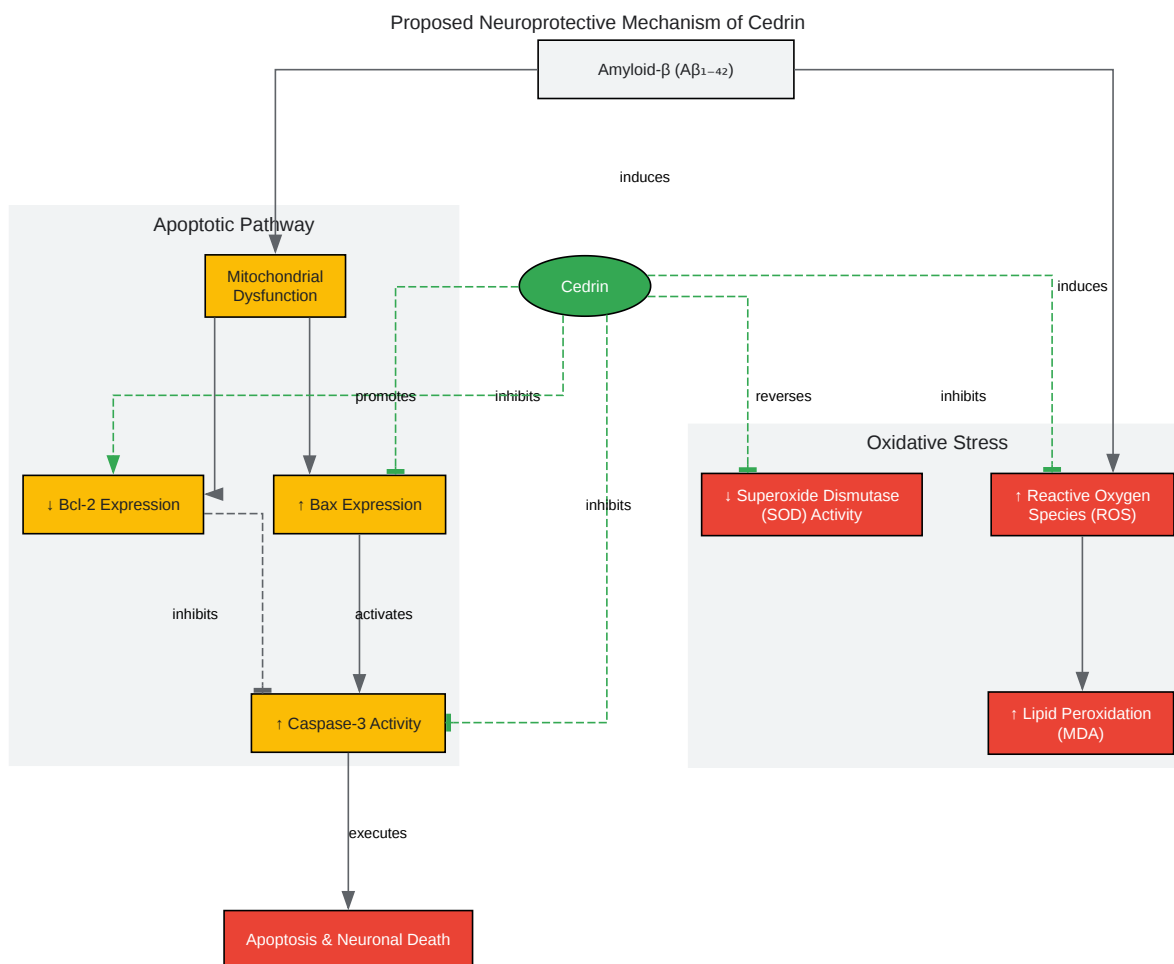 Proposed Neuroprotective Mechanism of Cedrin
Amyloid-β (Aβ₁₋₄₂)
induces
Apoptotic Pathway
Mitochondrial
Dysfunction
Cedrin
induces
promotes
inhibits
reverses
inhibits
Oxidative Stress
↓ Bcl-2 Expression
↑ Bax Expression
inhibits
↓ Superoxide Dismutase
(SOD) Activity
↑ Reactive Oxygen
Species (ROS)
inhibits
activates
↑ Caspase-3 Activity
↑ Lipid Peroxidation
(MDA)
executes
Apoptosis & Neuronal Death